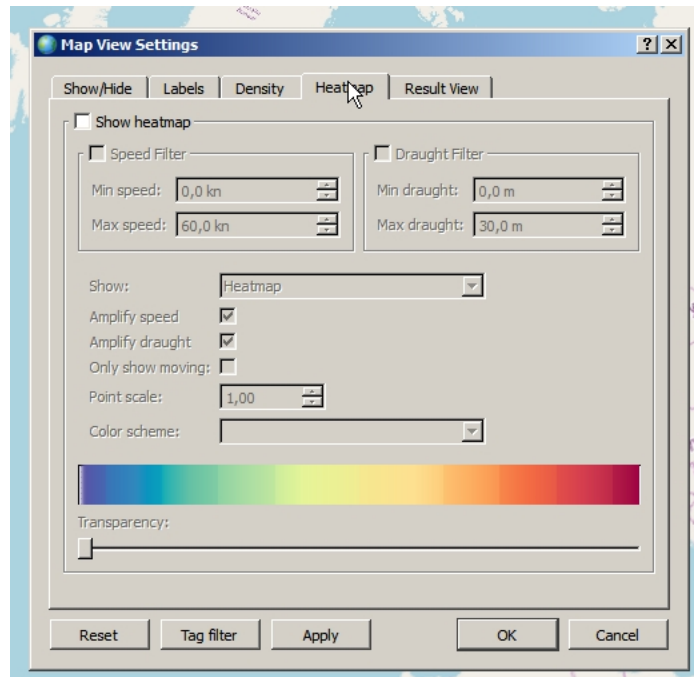 Map View Settings
Show/Hide Labels Density Heatmap Result View
Show heatmap
Speed Filter Draught Filter
Min speed: 0,0 kn Min draught: 0,0 m
Max speed: 60,0 kn Max draught: 30,0 m
Show: Heatmap
Amplify speed
Amplify draught
Only show moving:
Point scale: 1,00
Color scheme:
Transparency:
Reset Tag filter Apply OK Cancel